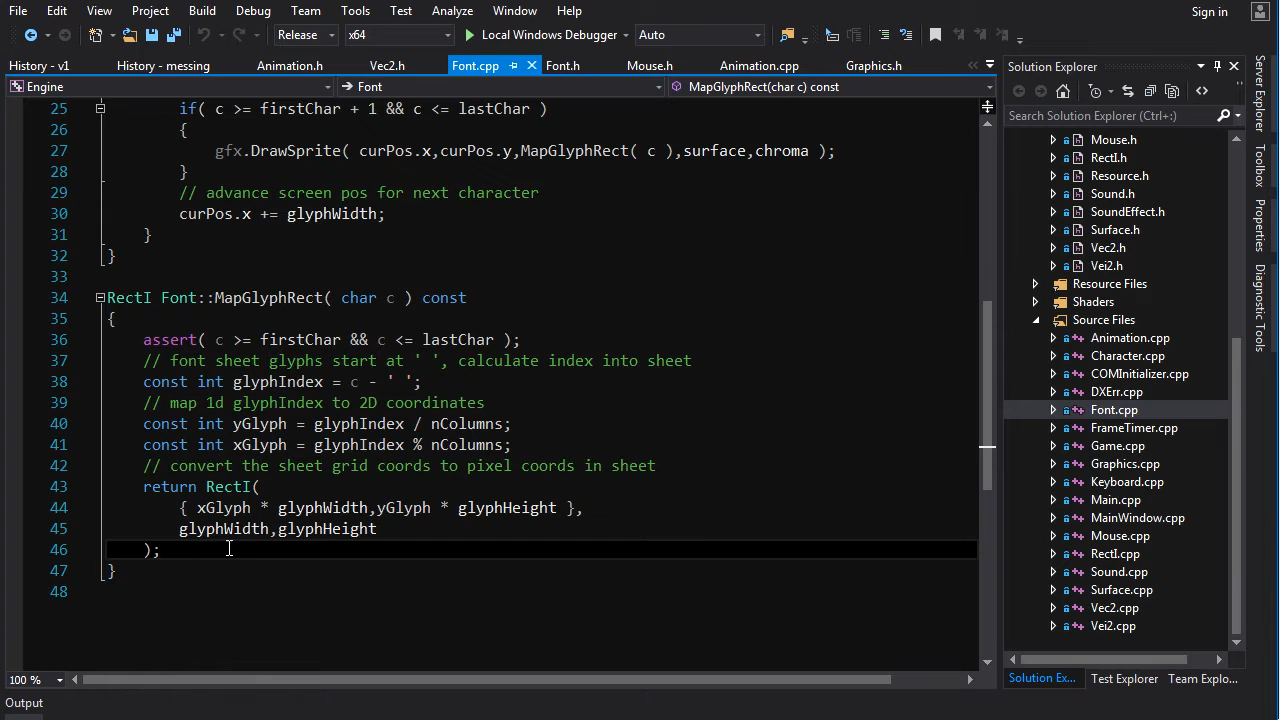 File Edit View Project Build Debug Team Tools Test Analyze Window Help Sign in
Release x64 Local Windows Debugger Auto
History - v1 History - messing Animation.h Vec2.h Font.cpp Font.h Mouse.h Animation.cpp Graphics.h
Engine Font MapGlyphRect(char c) const
25 if( c >= firstChar + 1 && c <= lastChar )
26 {
27 gfx.DrawSprite( curPos.x,curPos.y,MapGlyphRect( c ),surface,chroma );
28 }
29 // advance screen pos for next character
30 curPos.x += glyphWidth;
31 }
32 }
33
34 RectI Font::MapGlyphRect( char c ) const
35 {
36 assert( c >= firstChar && c <= lastChar );
37 // font sheet glyphs start at ' ', calculate index into sheet
38 const int glyphIndex = c - ' ';
39 // map 1d glyphIndex to 2D coordinates
40 const int yGlyph = glyphIndex / nColumns;
41 const int xGlyph = glyphIndex % nColumns;
42 // convert the sheet grid coords to pixel coords in sheet
43 return RectI(
44 { xGlyph * glyphWidth,yGlyph * glyphHeight },
45 glyphWidth,glyphHeight
46 );
47 }
48
100 %
Output
Solution Explorer
Search Solution Explorer (Ctrl+;)
Mouse.h
RectI.h
Resource.h
Sound.h
SoundEffect.h
Surface.h
Vec2.h
Vei2.h
Resource Files
Shaders
Source Files
Animation.cpp
Character.cpp
COMInitializer.cpp
DXErr.cpp
Font.cpp
FrameTimer.cpp
Game.cpp
Graphics.cpp
Keyboard.cpp
Main.cpp
MainWindow.cpp
Mouse.cpp
RectI.cpp
Sound.cpp
Surface.cpp
Vec2.cpp
Vei2.cpp
Solution Ex... Test Explorer Team Explo...
Server Explorer
Toolbox
Properties
Diagnostic Tools